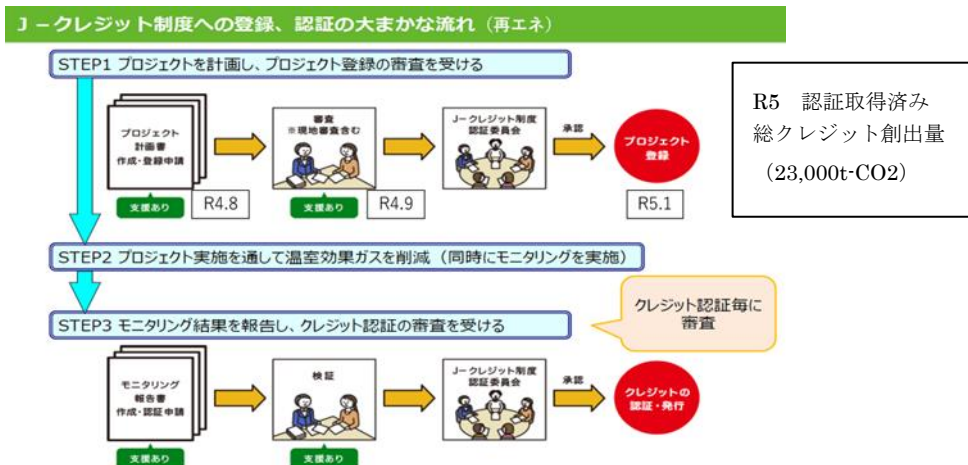 J-クレジット制度への登録、認証の大まかな流れ（再エネ）
STEP1 プロジェクトを計画し、プロジェクト登録の審査を受ける
プロジェクト
計画書
作成・登録申請
支援あり
R4.8
審査
※現地審査含む
支援あり
R4.9
J-クレジット制度
認証委員会
承認
プロジェクト
登録
R5.1
R5　認証取得済み
総クレジット創出量
（23,000t-CO2）
STEP2 プロジェクト実施を通して温室効果ガスを削減（同時にモニタリングを実施）
クレジット認証毎に
審査
STEP3 モニタリング結果を報告し、クレジット認証の審査を受ける
モニタリング
報告書
作成・認証申請
支援あり
検証
支援あり
J-クレジット制度
認証委員会
承認
クレジットの
認証・発行